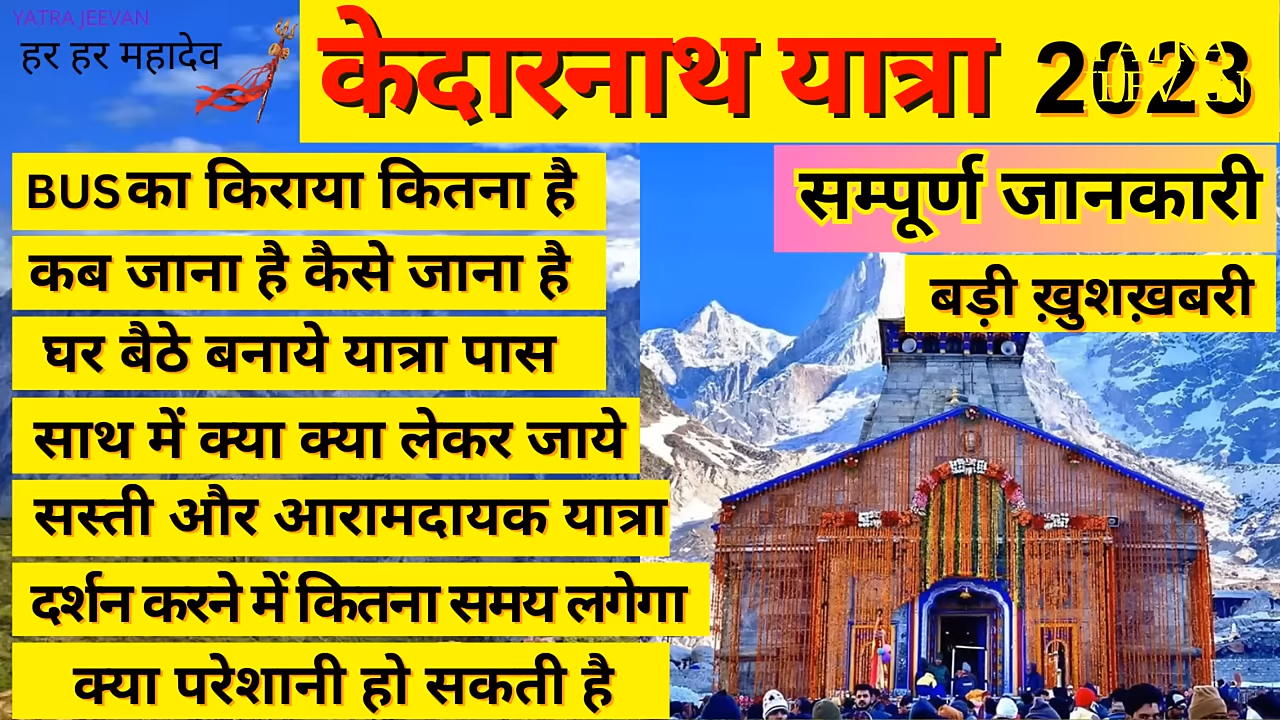 YATRA JEEVAN
हर हर महादेव
केदारनाथ यात्रा 2023
सम्पूर्ण जानकारी
बड़ी ख़ुशख़बरी
BUS का किराया कितना है
कब जाना है कैसे जाना है
घर बैठे बनाये यात्रा पास
साथ में क्या क्या लेकर जाये
सस्ती और आरामदायक यात्रा
दर्शन करने में कितना समय लगेगा
क्या परेशानी हो सकती है